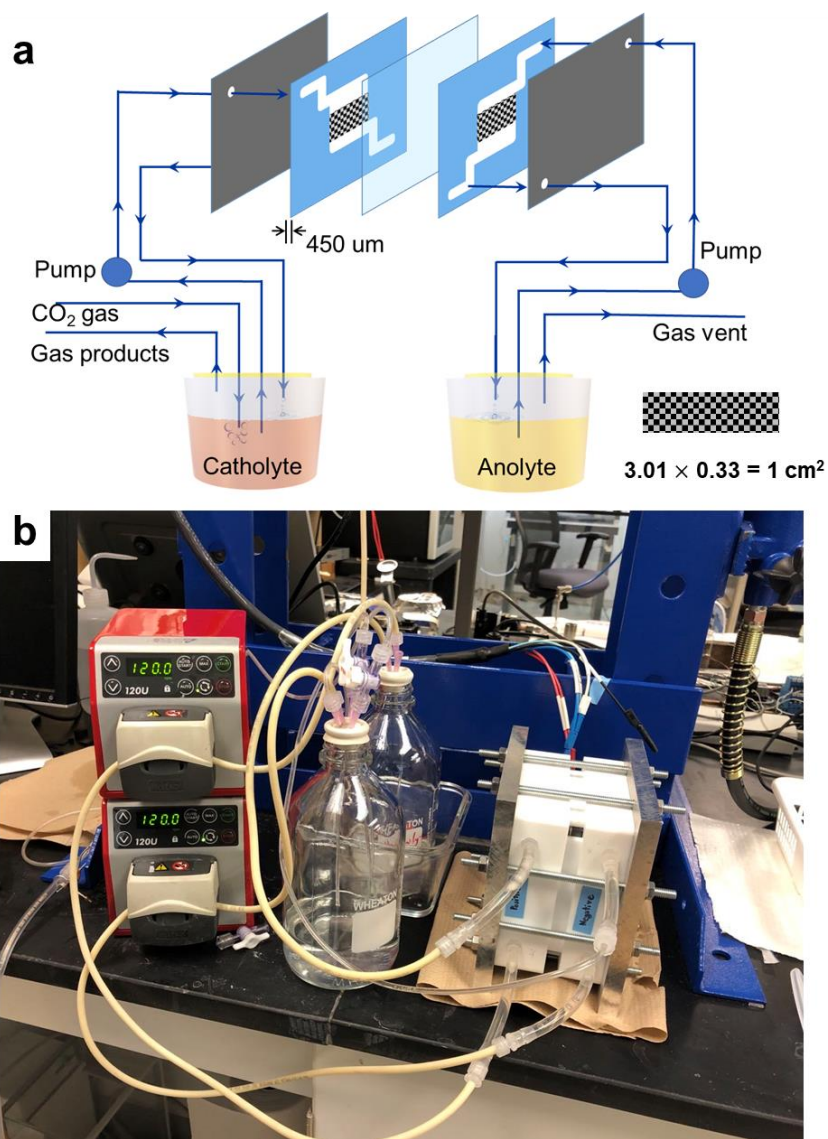 a
450 um
Pump
Pump
CO₂ gas
Gas vent
Gas products
Catholyte
Anolyte
3.01 × 0.33 = 1 cm²
b
120.0
MAX
120U
120.0
120U
WHEATON
Negative